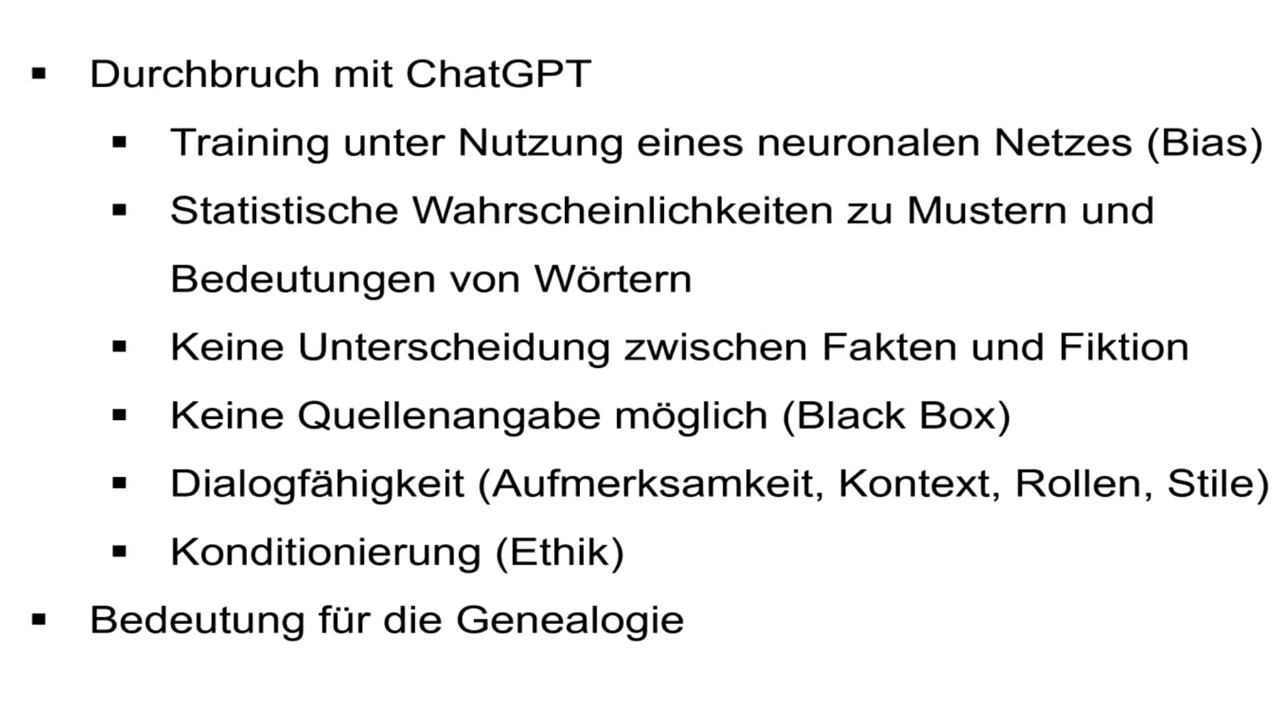 ▪ Durchbruch mit ChatGPT
▪ Training unter Nutzung eines neuronalen Netzes (Bias)
▪ Statistische Wahrscheinlichkeiten zu Mustern und
Bedeutungen von Wörtern
▪ Keine Unterscheidung zwischen Fakten und Fiktion
▪ Keine Quellenangabe möglich (Black Box)
▪ Dialogfähigkeit (Aufmerksamkeit, Kontext, Rollen, Stile)
▪ Konditionierung (Ethik)
▪ Bedeutung für die Genealogie